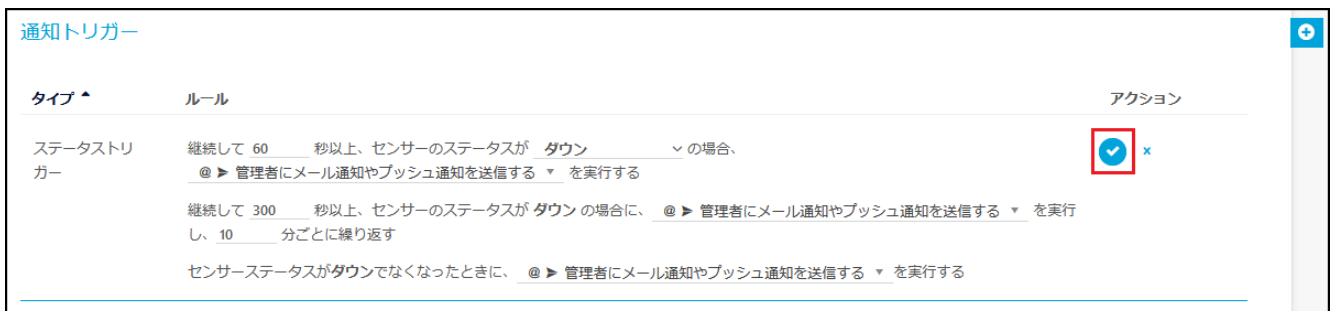 通知トリガー
タイプ ルール アクション
ステータストリ 継続して 60 秒以上、センサーのステータスが ダウン の場合、
ガー @ 管理者にメール通知やプッシュ通知を送信する を実行する
継続して 300 秒以上、センサーのステータスが ダウン の場合に、 @ 管理者にメール通知やプッシュ通知を送信する を実行
し、 10 分ごとに繰り返す
センサーステータスがダウンでなくなったときに、 @ 管理者にメール通知やプッシュ通知を送信する を実行する